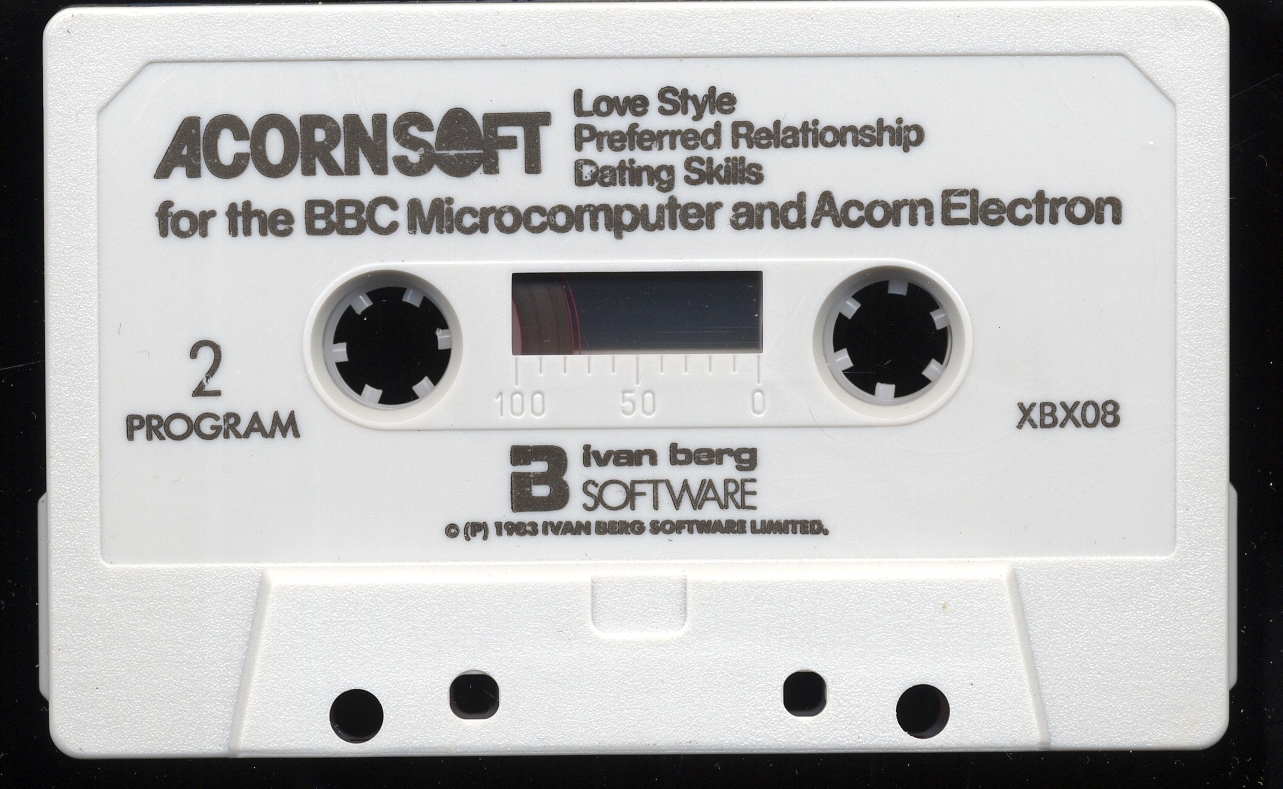 ACORNSOFT
Love Style
Preferred Relationship
Dating Skills
for the BBC Microcomputer and Acorn Electron
2
PROGRAM
100 50 0
XBX08
B ivan berg
SOFTWARE
© (P) 1983 IVAN BERG SOFTWARE LIMITED.